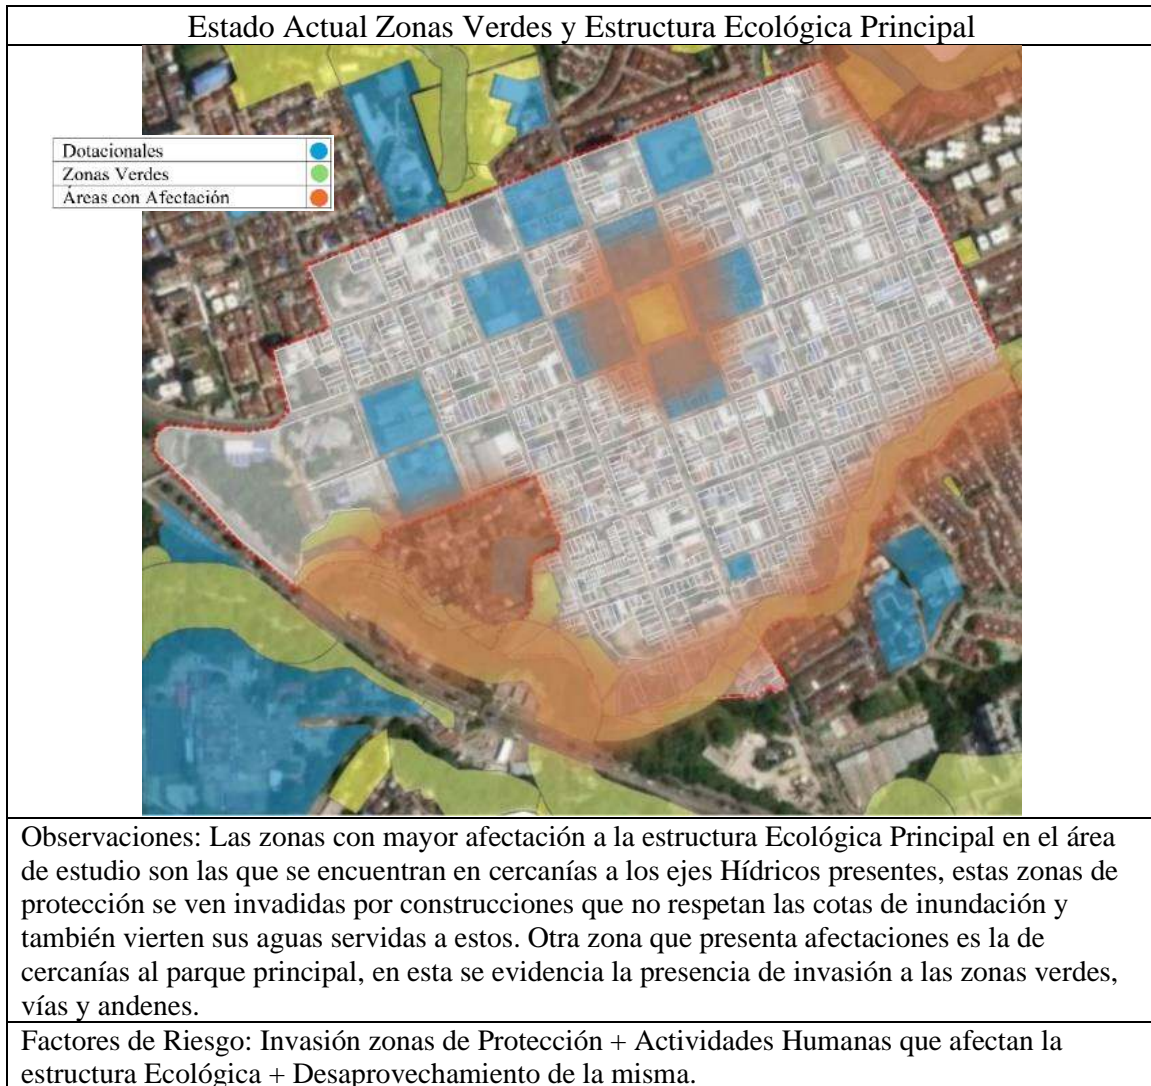 Estado Actual Zonas Verdes y Estructura Ecológica Principal
Dotacionales
Zonas Verdes
Áreas con Afectación
Observaciones: Las zonas con mayor afectación a la estructura Ecológica Principal en el área
de estudio son las que se encuentran en cercanías a los ejes Hídricos presentes, estas zonas de
protección se ven invadidas por construcciones que no respetan las cotas de inundación y
también vierten sus aguas servidas a estos. Otra zona que presenta afectaciones es la de
cercanías al parque principal, en esta se evidencia la presencia de invasión a las zonas verdes,
vías y andenes.
Factores de Riesgo: Invasión zonas de Protección + Actividades Humanas que afectan la
estructura Ecológica + Desaprovechamiento de la misma.